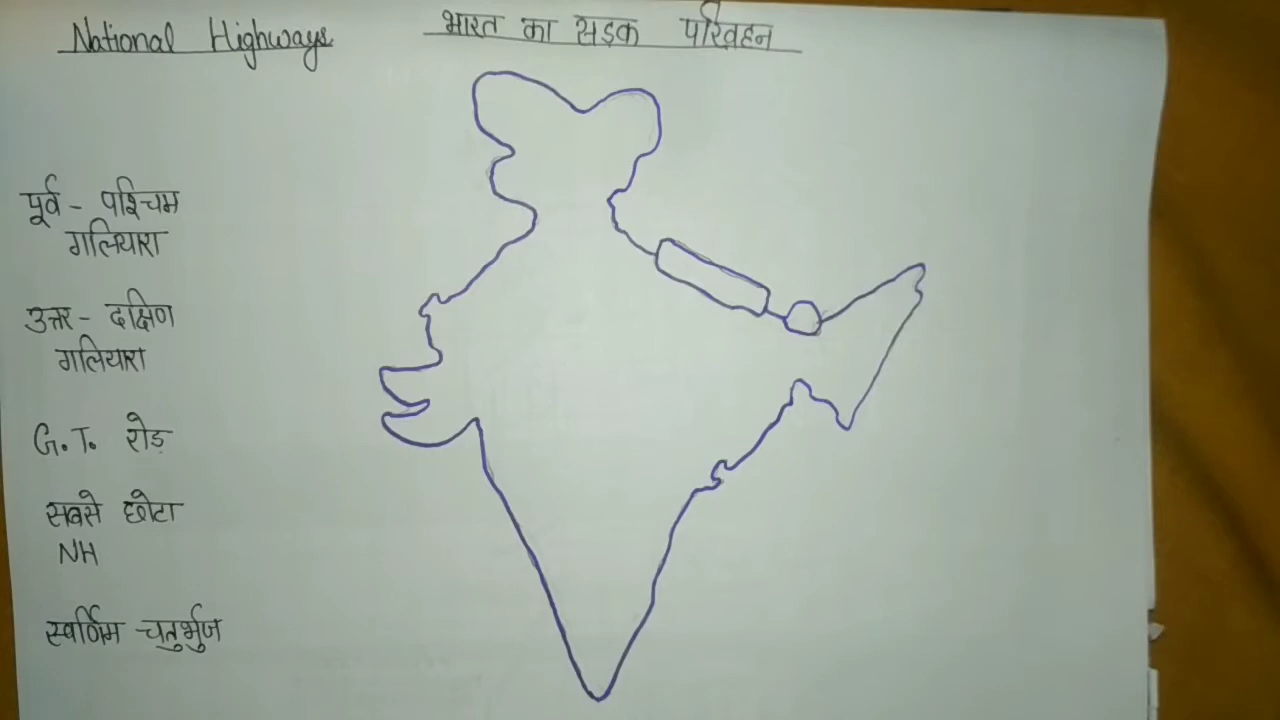 National Highways भारत का सड़क परिवहन
पूर्व - पश्चिम
गलियारा
उत्तर - दक्षिण
गलियारा
G.T. रोड़
सबसे छोटा
NH
स्वर्णिम चतुर्भुज